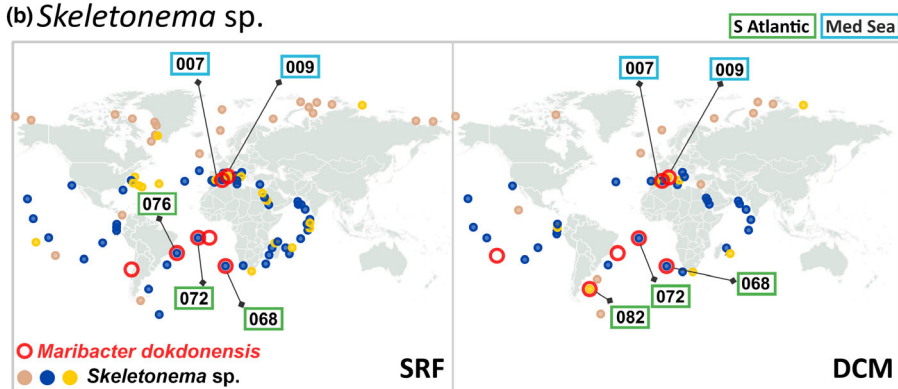 (b) Skeletonema sp.
S Atlantic Med Sea
007 009
007 009
076
072
068
082
072
068
Maribacter dokdonensis
Skeletonema sp.
SRF
DCM